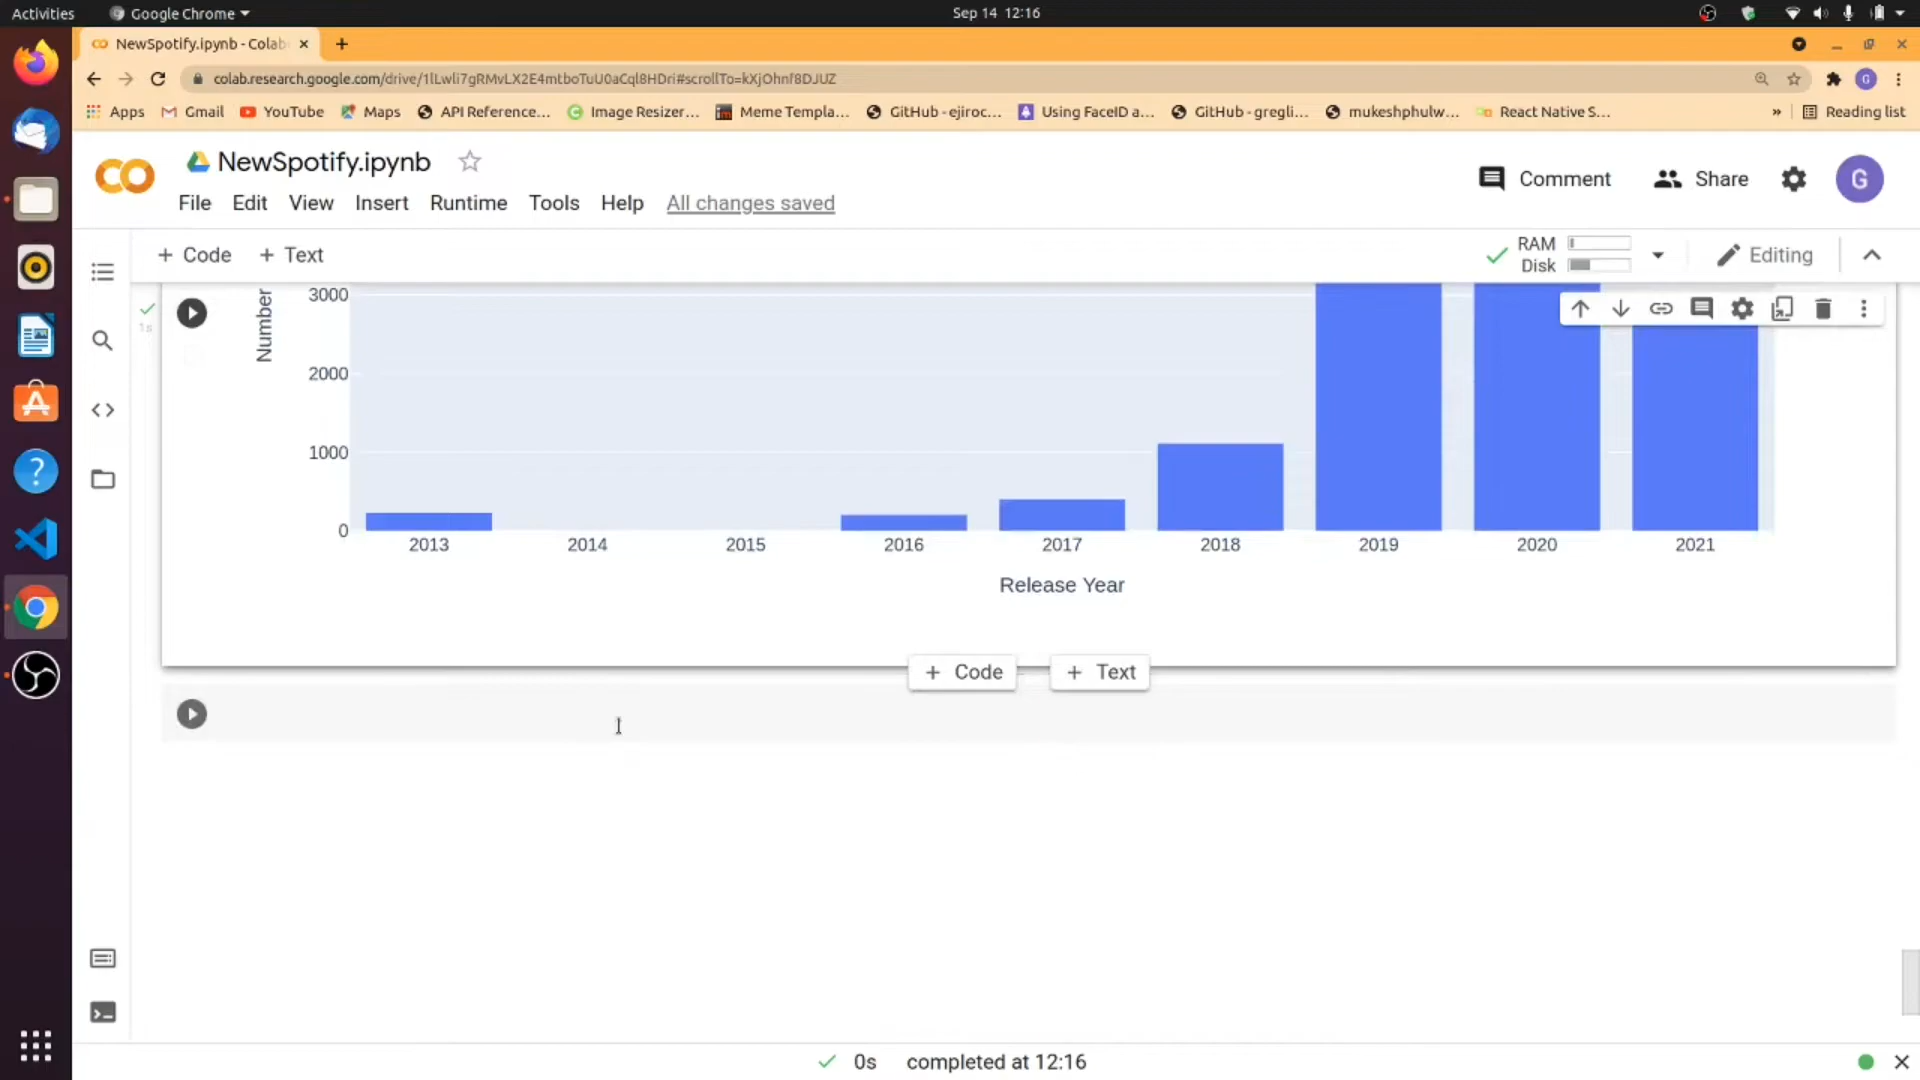 Activities
Google Chrome
Sep 14 12:16
NewSpotify.ipynb - Colab
colab.research.google.com/drive/1lLwli7gRMvLX2E4mtboTuU0aCql8HDri#scrollTo=kXjOhnf8DJUZ
G
Apps
Gmail
YouTube
Maps
API Reference...
Image Resizer...
Meme Templa...
GitHub - ejiroc...
Using FaceID a...
GitHub - gregli...
mukeshphulw...
React Native S...
»
Reading list
NewSpotify.ipynb
File Edit View Insert Runtime Tools Help All changes saved
Comment
Share
G
+ Code + Text
RAM
Disk
Editing
1s
Number
3000
2000
1000
0
2013 2014 2015 2016 2017 2018 2019 2020 2021
Release Year
+ Code + Text
0s completed at 12:16